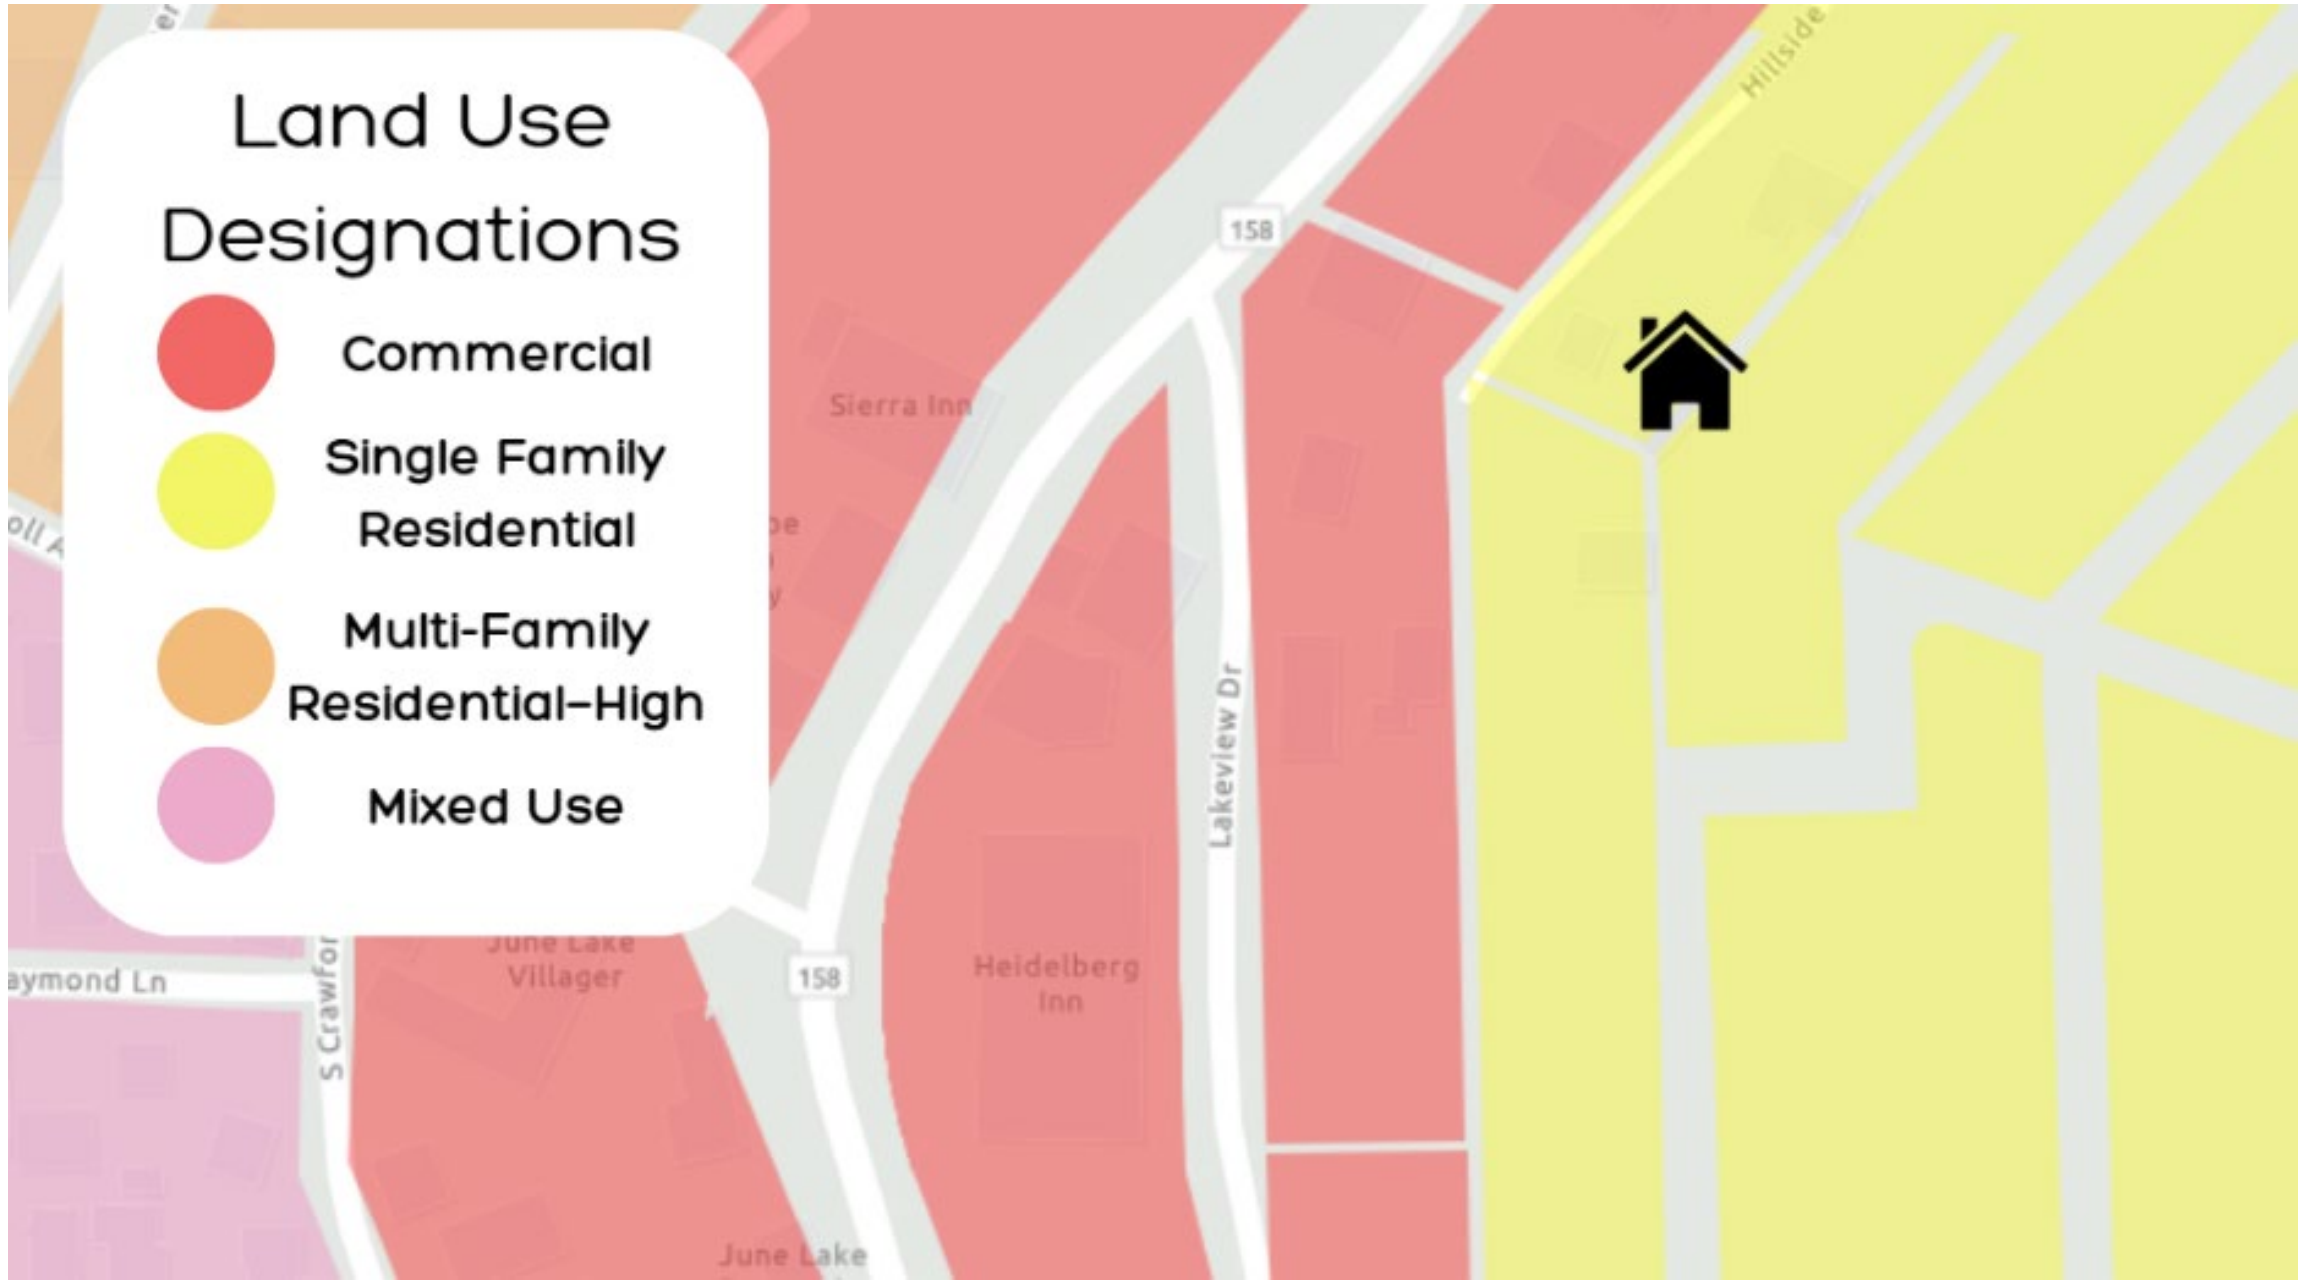 Land Use
Designations
Commercial
Single Family
Residential
Multi-Family
Residential-High
Mixed Use
Hillside
158
Sierra Inn
Lakeview Dr
June Lake
Villager
158
Heidelberg
Inn
S Crawfor
aymond Ln
June Lake